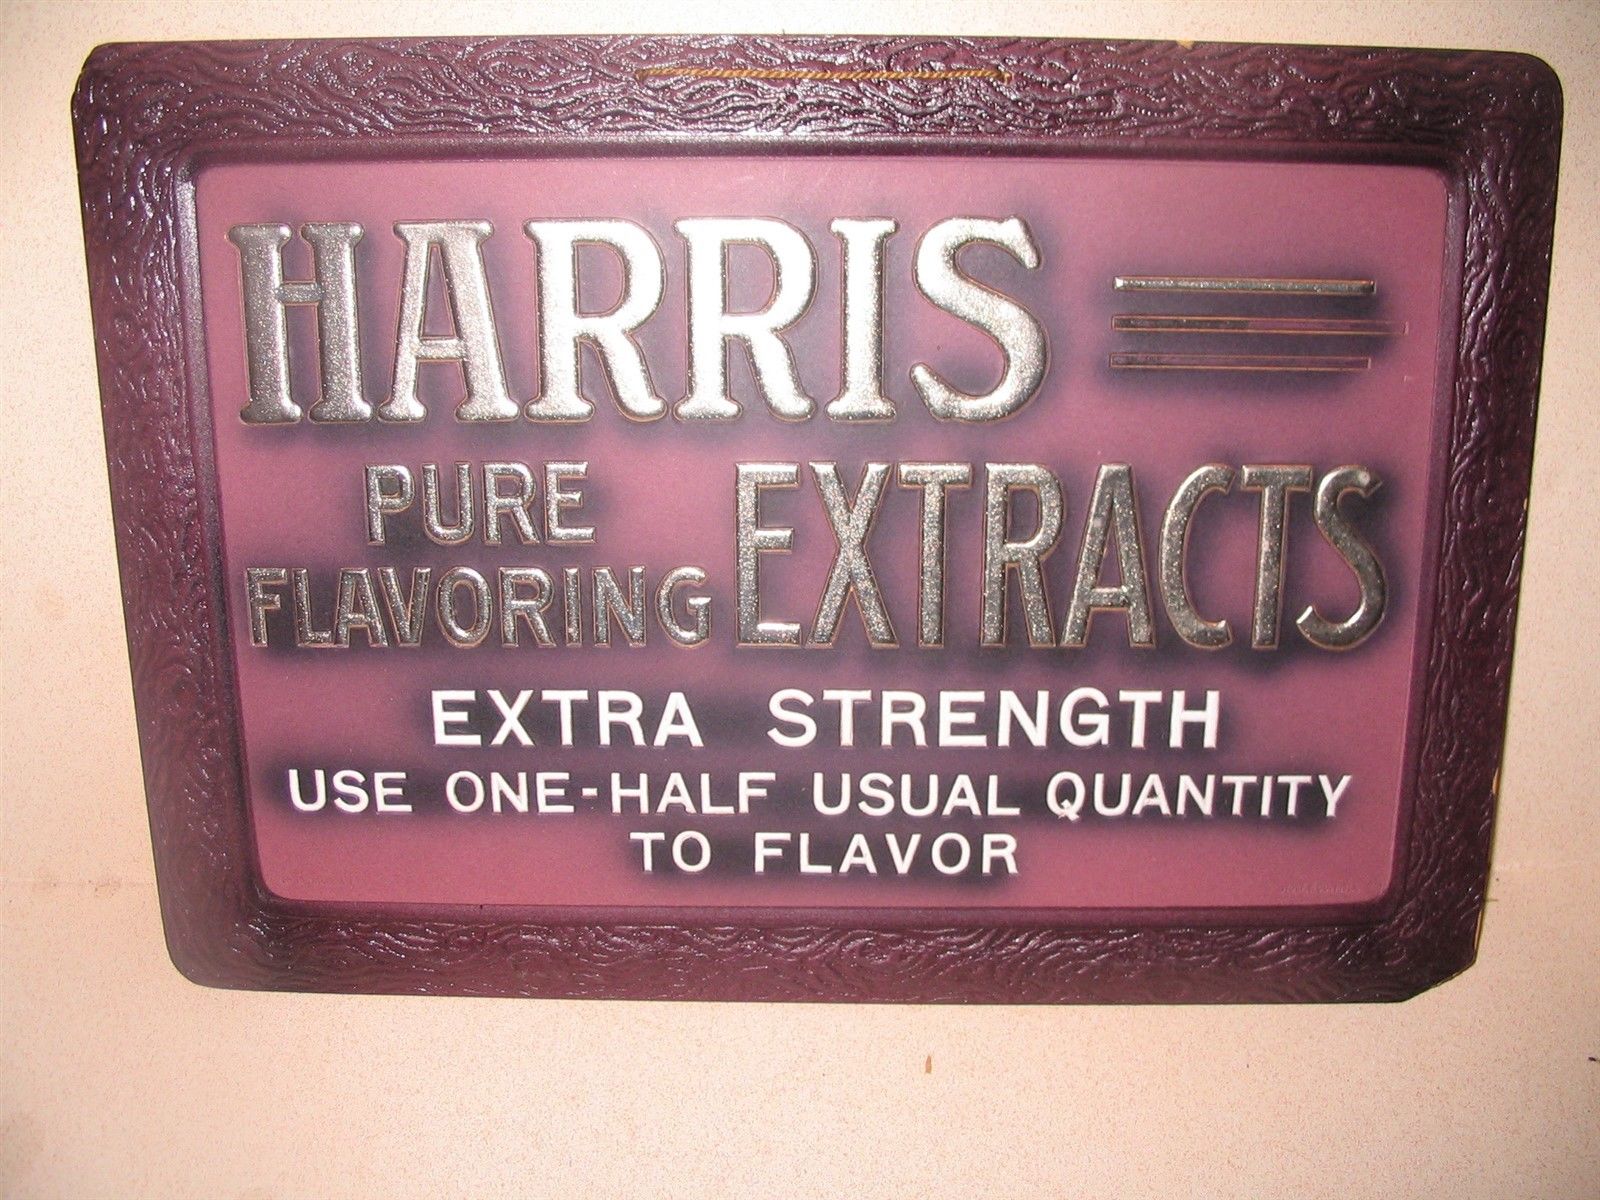 HARRIS
PURE
FLAVORING EXTRACTS
EXTRA STRENGTH
USE ONE-HALF USUAL QUANTITY
TO FLAVOR